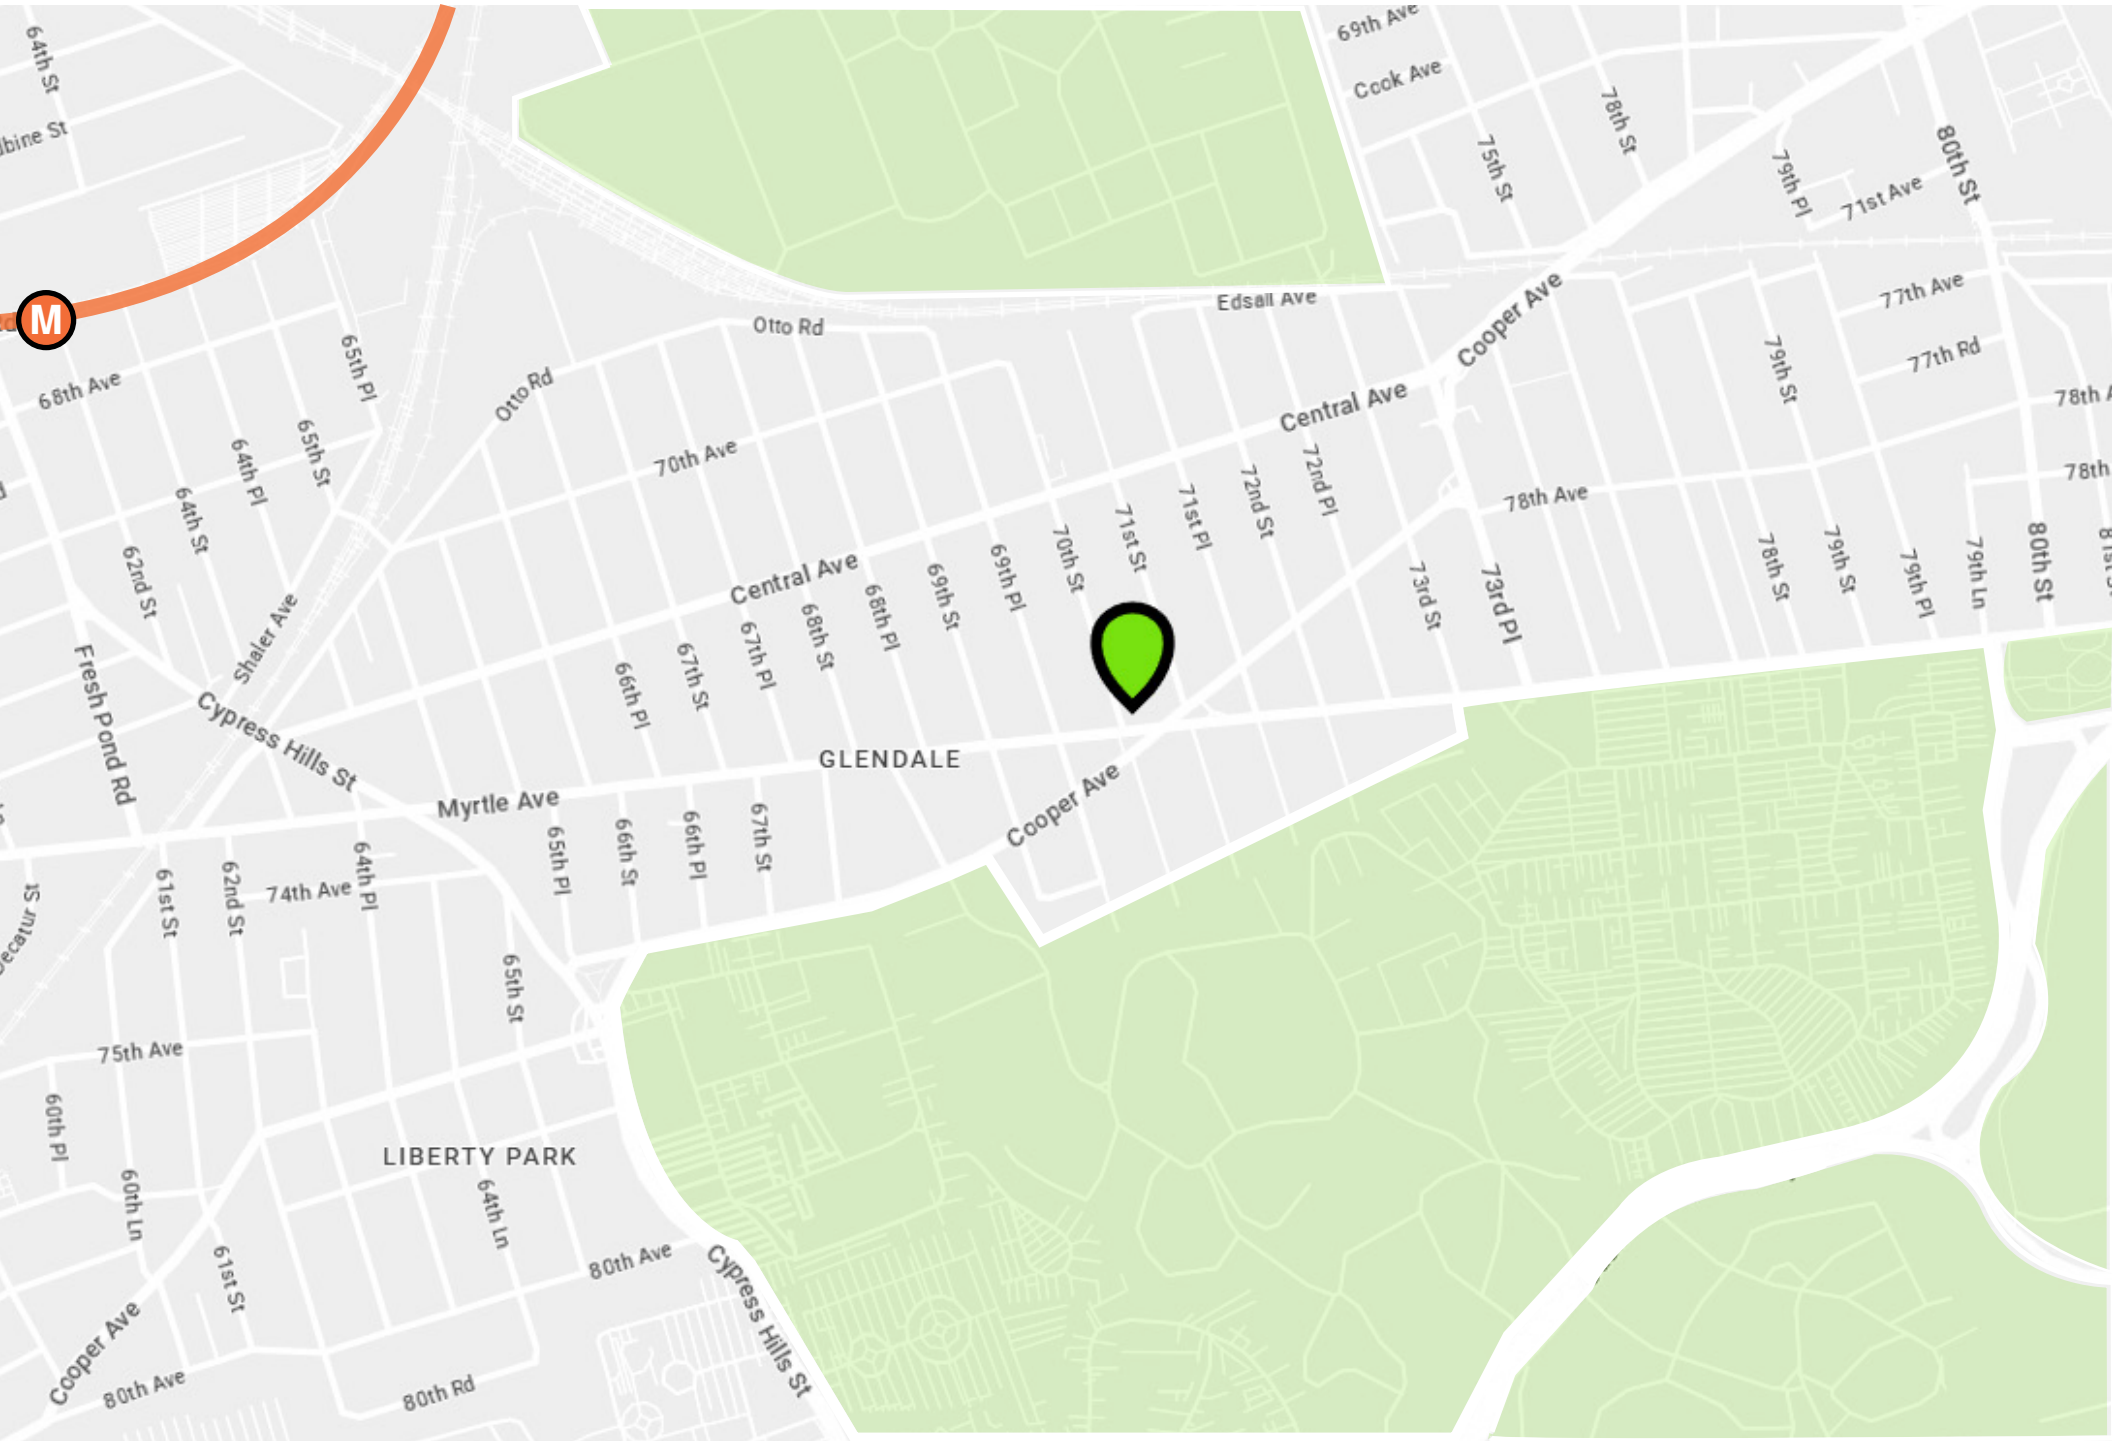 64th St
69th Ave
Cook Ave
78th St
75th St
80th St
79th Pl
71st Ave
bine St
M
68th Ave
65th Pl
Otto Rd
Edsall Ave
Cooper Ave
77th Ave
77th Rd
79th St
78th
Otto Rd
Central Ave
70th Ave
65th St
64th Pl
64th St
62nd St
72nd Pl
72nd St
71st Pl
71st St
70th St
69th Pl
69th St
68th Pl
68th St
67th Pl
67th St
66th Pl
78th Ave
78th
73rd St
73rd Pl
78th St
79th St
79th Pl
79th Ln
80th St
Central Ave
Shaler Ave
Fresh Pond Rd
Cypress Hills St
Myrtle Ave
GLENDALE
Cooper Ave
65th Pl
66th St
66th Pl
67th St
64th Pl
74th Ave
62nd St
61st St
65th St
75th Ave
60th Pl
LIBERTY PARK
60th Ln
64th Ln
61st St
80th Ave
Cypress Hills St
Cooper Ave
80th Ave
80th Rd